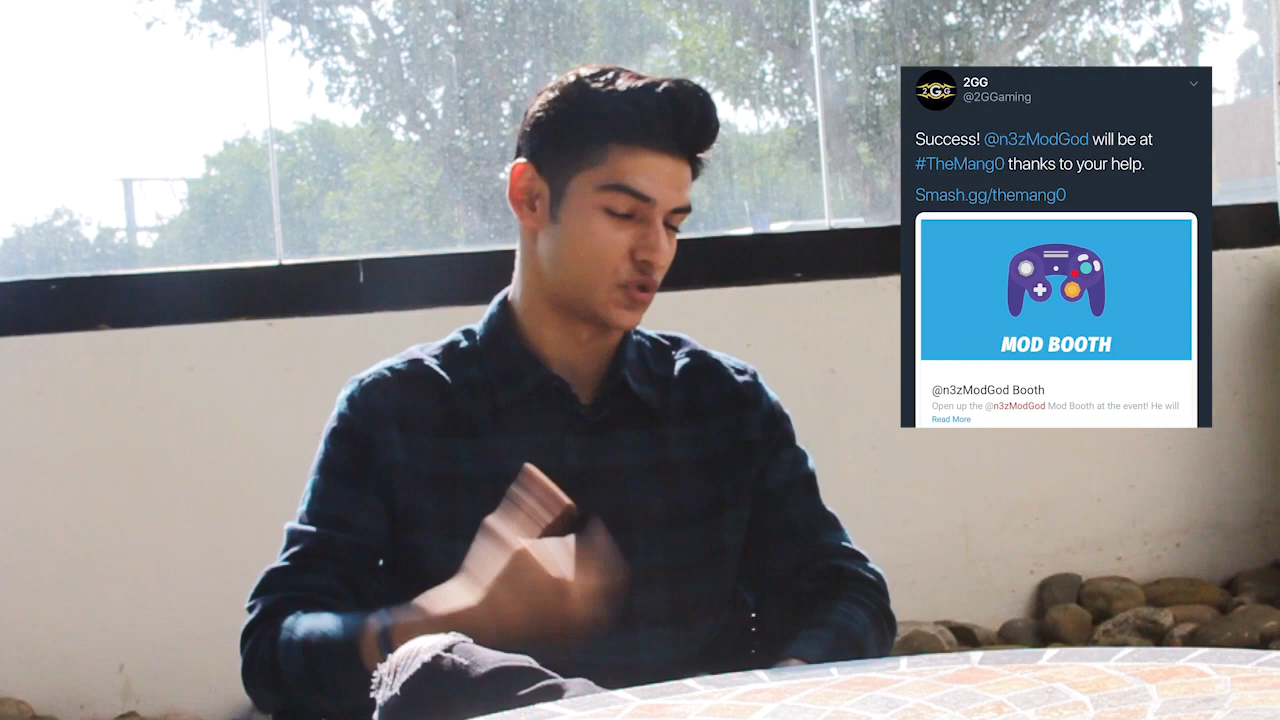 2GG
2GG
@2GGaming
Success! @n3zModGod will be at
#TheMang0 thanks to your help.
Smash.gg/themang0
MOD BOOTH
@n3zModGod Booth
Open up the @n3zModGod Mod Booth at the event! He will
Read More